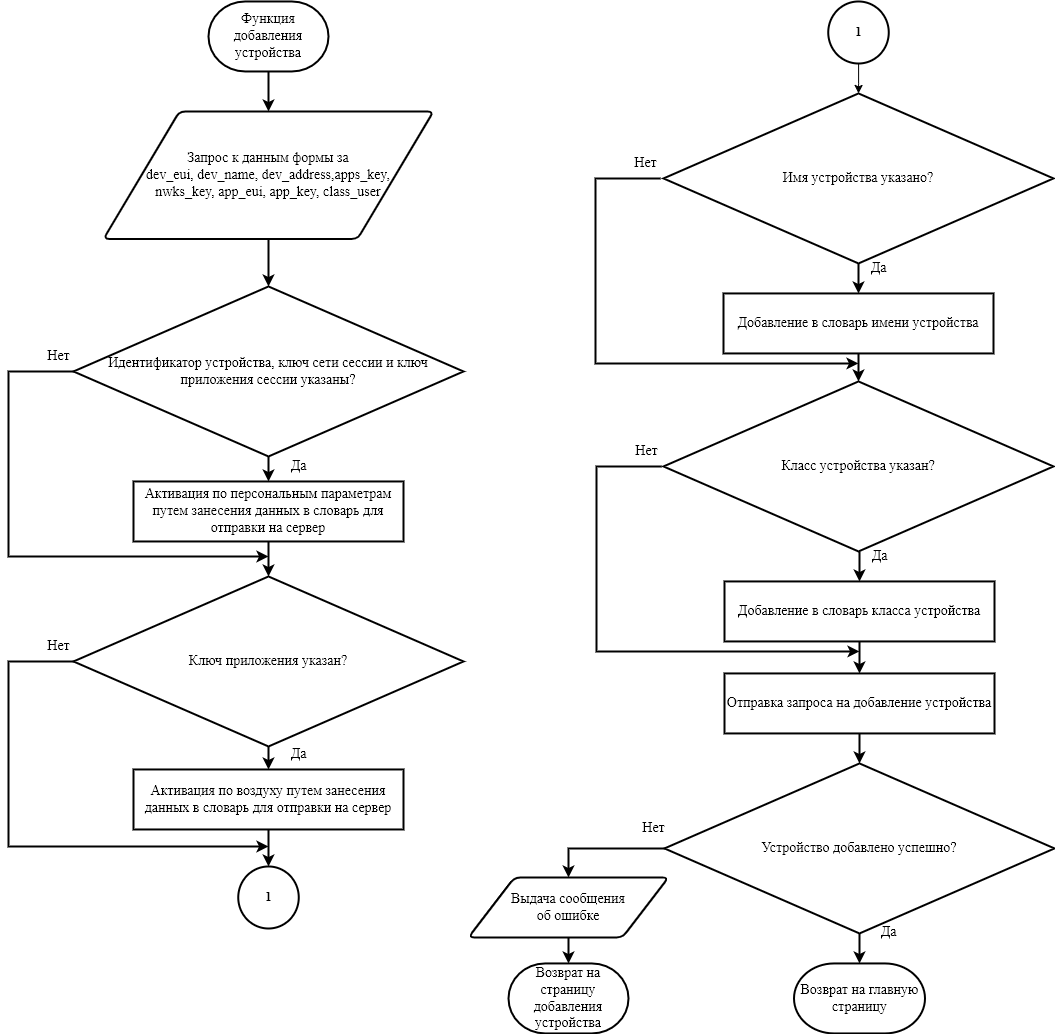 Функция
добавления
устройства
Запрос к данным формы за
dev_eui, dev_name, dev_address,apps_key,
nwks_key, app_eui, app_key, class_user
Нет
Идентификатор устройства, ключ сети сессии и ключ
приложения сессии указаны?
Да
Активация по персональным параметрам
путем занесения данных в словарь для
отправки на сервер
Нет
Ключ приложения указан?
Да
Активация по воздуху путем занесения
данных в словарь для отправки на сервер
1
1
Нет
Имя устройства указано?
Да
Добавление в словарь имени устройства
Нет
Класс устройства указан?
Да
Добавление в словарь класса устройства
Отправка запроса на добавление устройства
Нет
Устройство добавлено успешно?
Выдача сообщения
об ошибке
Да
Возврат на
страницу
добавления
устройства
Возврат на главную
страницу